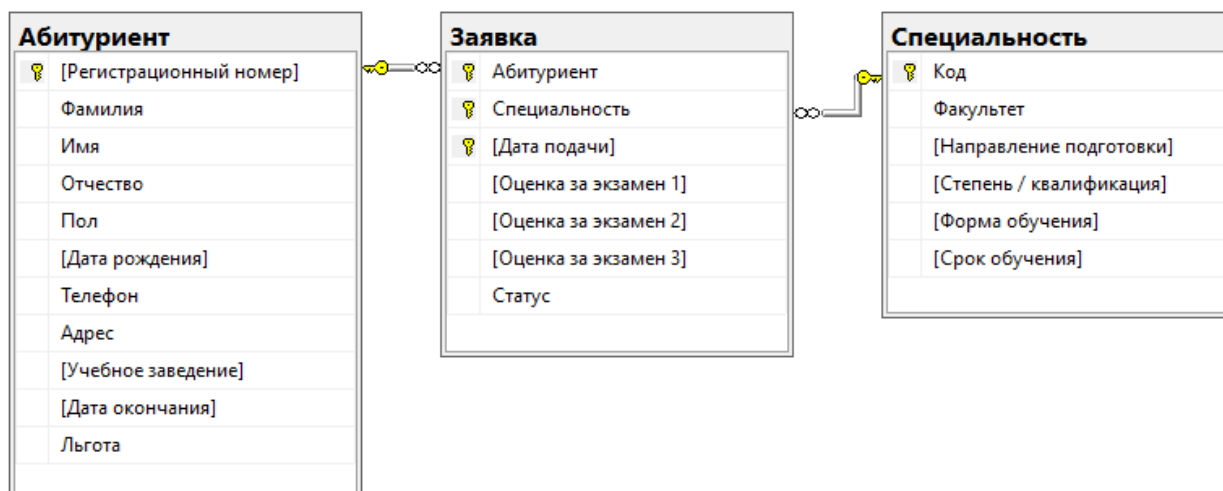 Абитуриент
[Регистрационный номер]
Фамилия
Имя
Отчество
Пол
[Дата рождения]
Телефон
Адрес
[Учебное заведение]
[Дата окончания]
Льгота
Заявка
Абитуриент
Специальность
[Дата подачи]
[Оценка за экзамен 1]
[Оценка за экзамен 2]
[Оценка за экзамен 3]
Статус
Специальность
Код
Факультет
[Направление подготовки]
[Степень / квалификация]
[Форма обучения]
[Срок обучения]